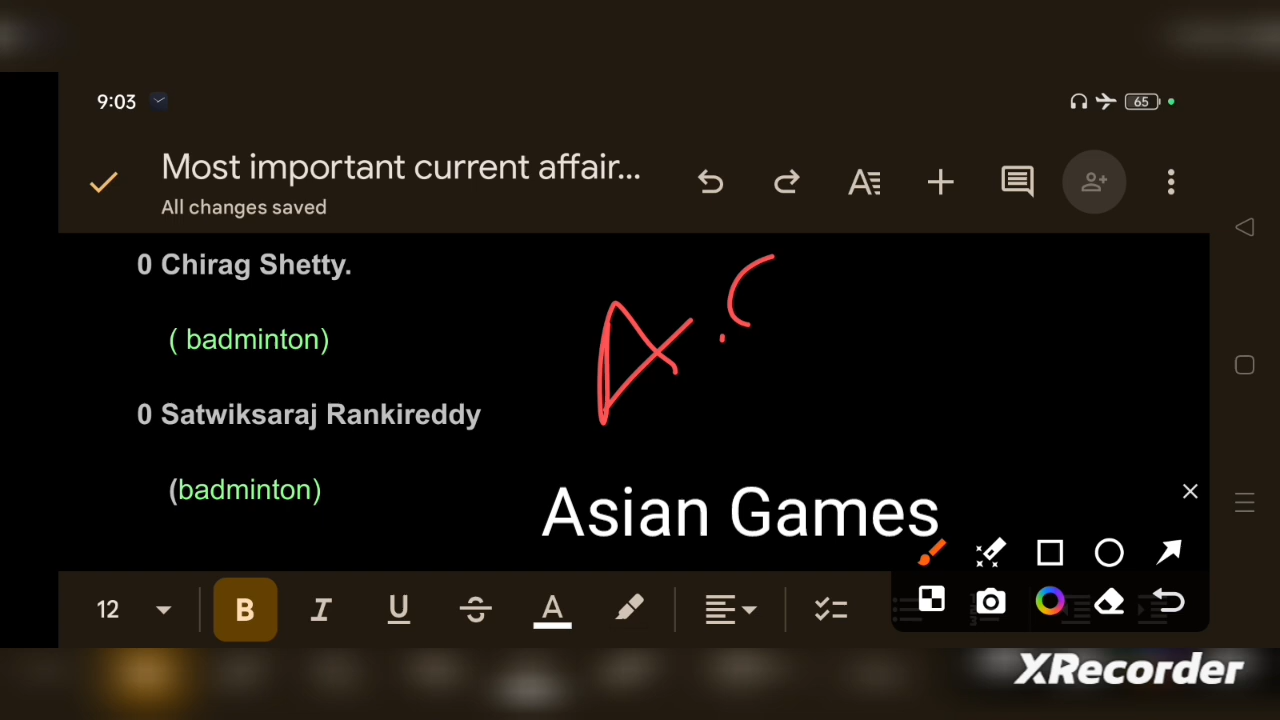 9:03
65
Most important current affair...
All changes saved
0 Chirag Shetty.
( badminton)
0 Satwiksaraj Rankireddy
(badminton)
A.
Asian Games
12 B I U S A
XRecorder